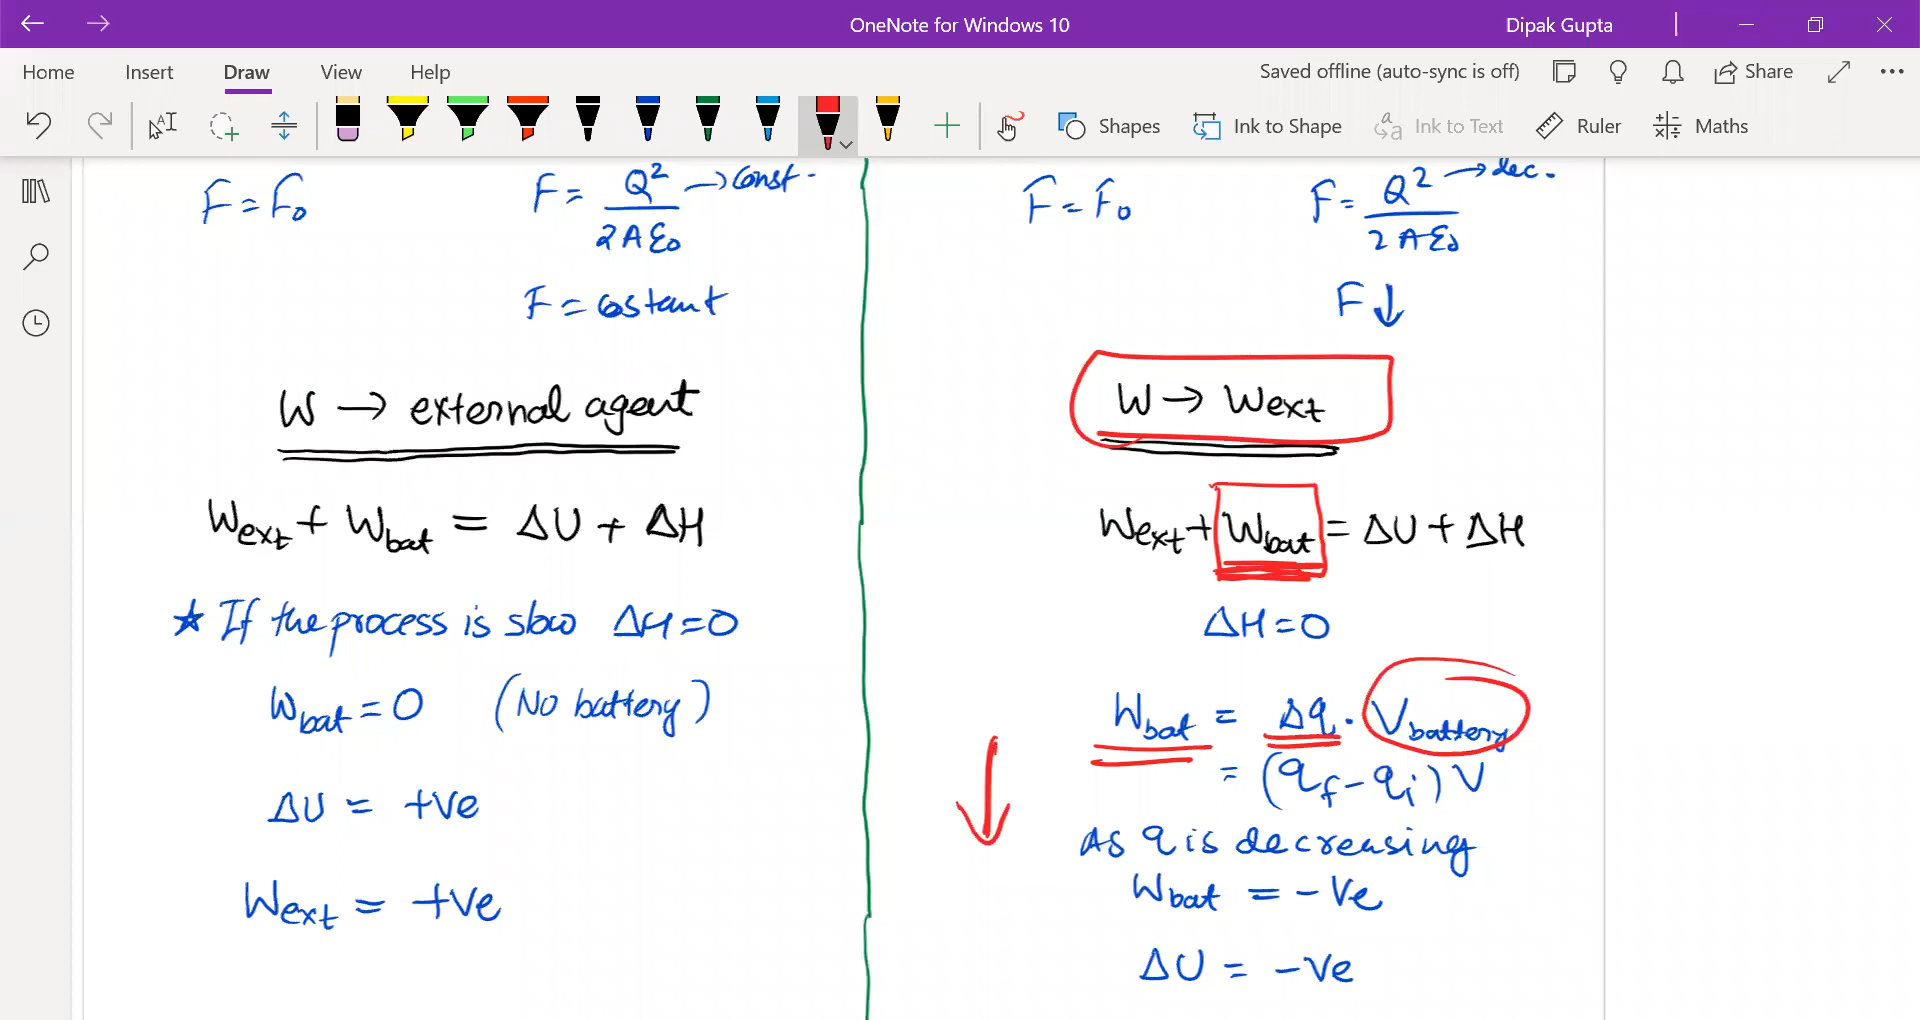 OneNote for Windows 10
Dipak Gupta
Home Insert Draw View Help
Saved offline (auto-sync is off)
Share
Shapes
Ink to Shape
Ink to Text
Ruler
Maths
F = F₀
F = Q² / 2Aε₀ → Const.
F = costant
W → external agent
Wext + Wbat = ΔU + ΔH
★ If the process is slow ΔH = 0
Wbat = 0 (No battery)
ΔU = +ve
Wext = +ve
F = F₀
F = Q² / 2Aε₀ → dec.
F↓
W → Wext
Wext + Wbat = ΔU + ΔH
ΔH = 0
Wbat = Δq · Vbattery
= (qf - qi) V
As q is decreasing
Wbat = -ve
ΔU = -ve